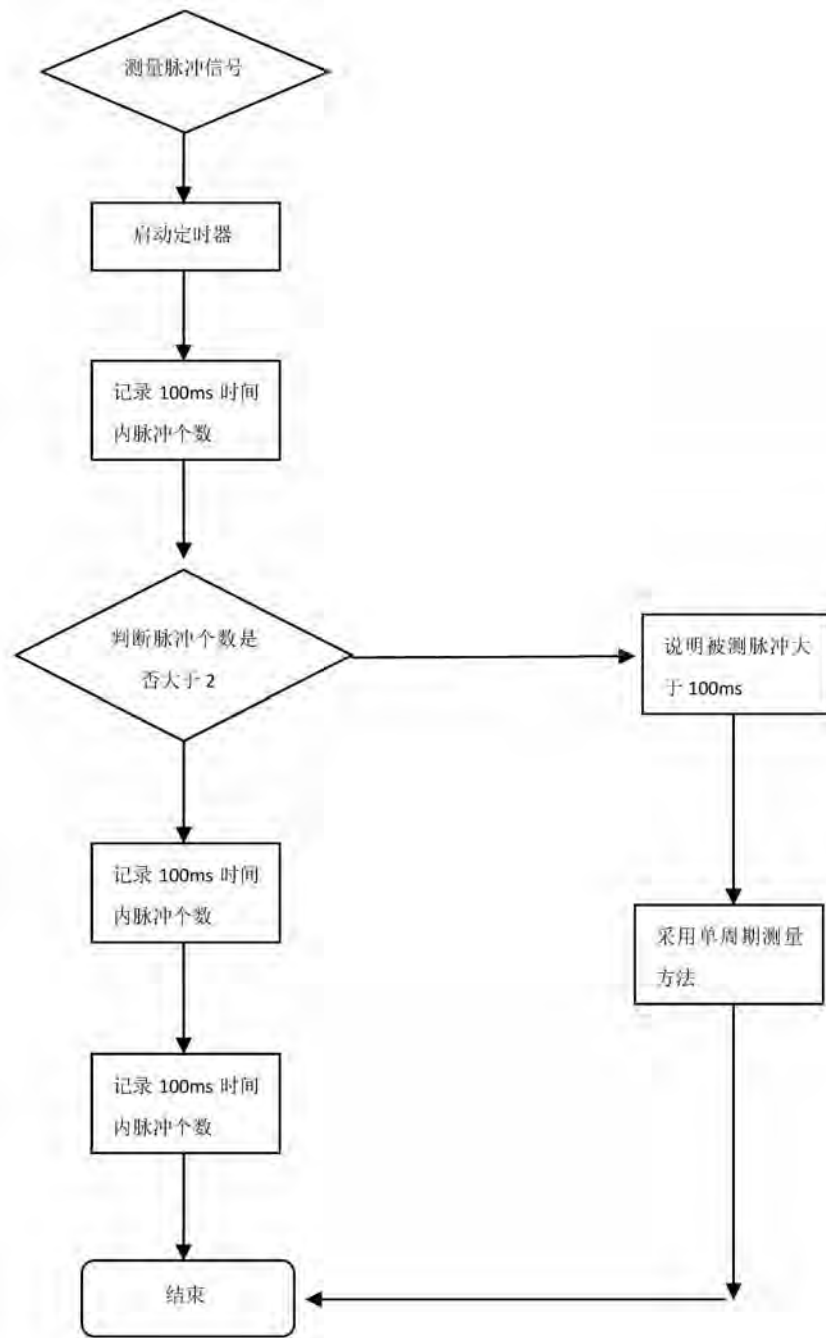 测量脉冲信号
启动定时器
记录 100ms 时间
内脉冲个数
判断脉冲个数是
否大于 2
说明被测脉冲大
于 100ms
记录 100ms 时间
内脉冲个数
采用单周期测量
方法
记录 100ms 时间
内脉冲个数
结束